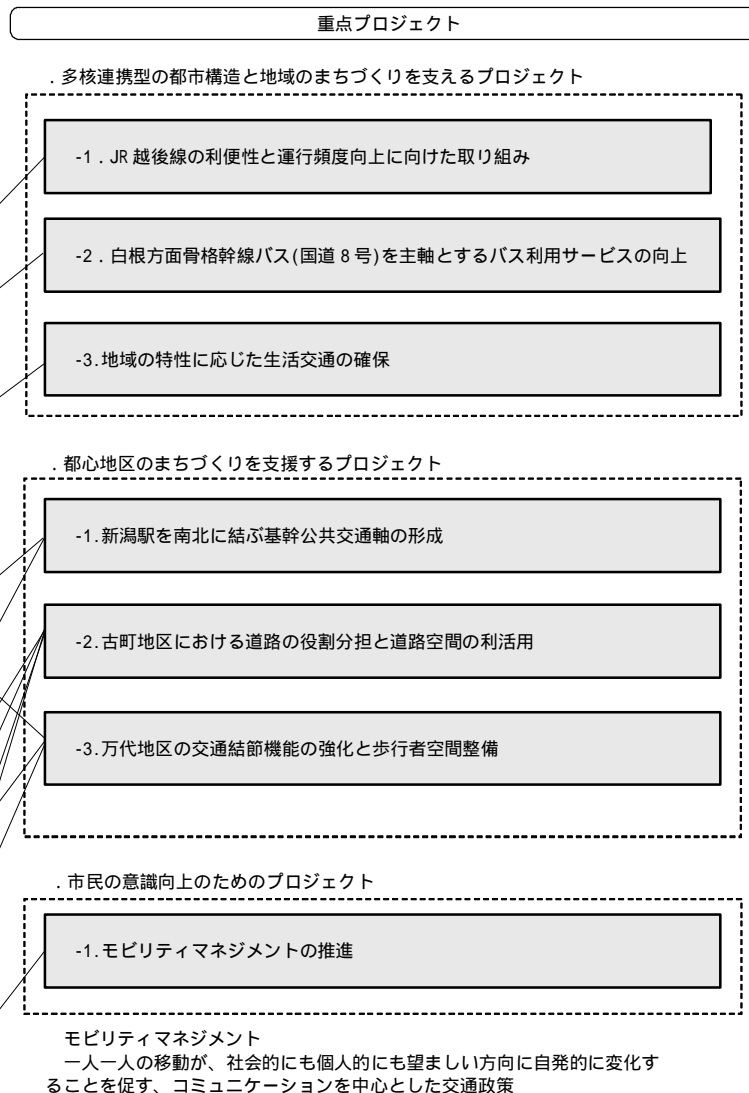 重点プロジェクト
．多核連携型の都市構造と地域のまちづくりを支えるプロジェクト
-1．JR 越後線の利便性と運行頻度向上に向けた取り組み
-2．白根方面骨格幹線バス(国道８号)を主軸とするバス利用サービスの向上
-3.地域の特性に応じた生活交通の確保
．都心地区のまちづくりを支援するプロジェクト
-1.新潟駅を南北に結ぶ基幹公共交通軸の形成
-2.古町地区における道路の役割分担と道路空間の利活用
-3.万代地区の交通結節機能の強化と歩行者空間整備
．市民の意識向上のためのプロジェクト
-1.モビリティマネジメントの推進
モビリティマネジメント
一人一人の移動が、社会的にも個人的にも望ましい方向に自発的に変化す
ることを促す、コミュニケーションを中心とした交通政策